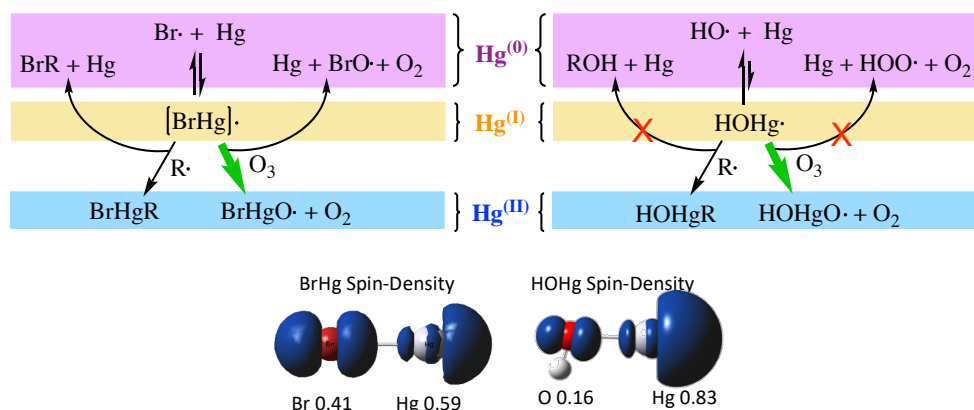 Br· + Hg
BrR + Hg
Hg + BrO· + O2
[BrHg]·
R·
O3
BrHgR
BrHgO· + O2
Hg(0)
Hg(I)
Hg(II)
HO· + Hg
ROH + Hg
Hg + HOO· + O2
HOHg·
X
X
R·
O3
HOHgR
HOHgO· + O2
BrHg Spin-Density
Br 0.41
Hg 0.59
HOHg Spin-Density
O 0.16
Hg 0.83